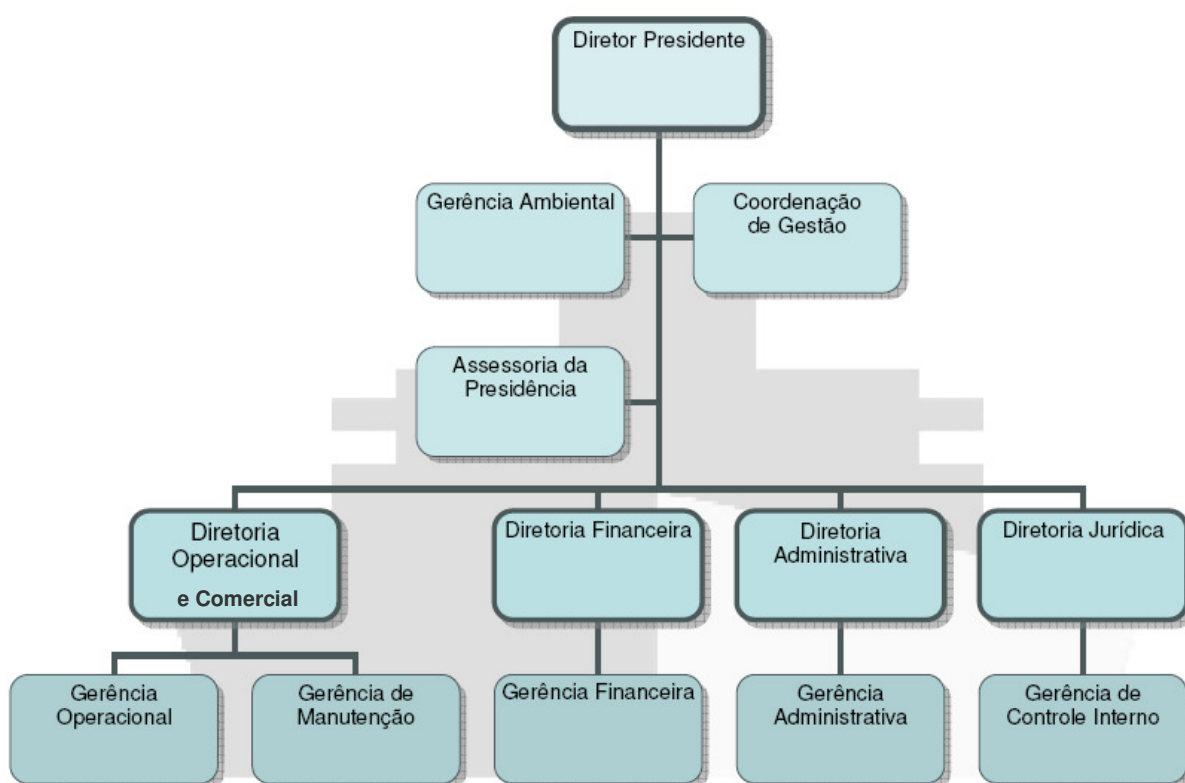 Diretor Presidente
Gerência Ambiental
Coordenação
de Gestão
Assessoria da
Presidência
Diretoria
Operacional
e Comercial
Diretoria Financeira
Diretoria
Administrativa
Diretoria Jurídica
Gerência
Operacional
Gerência de
Manutenção
Gerência Financeira
Gerência
Administrativa
Gerência de
Controle Interno